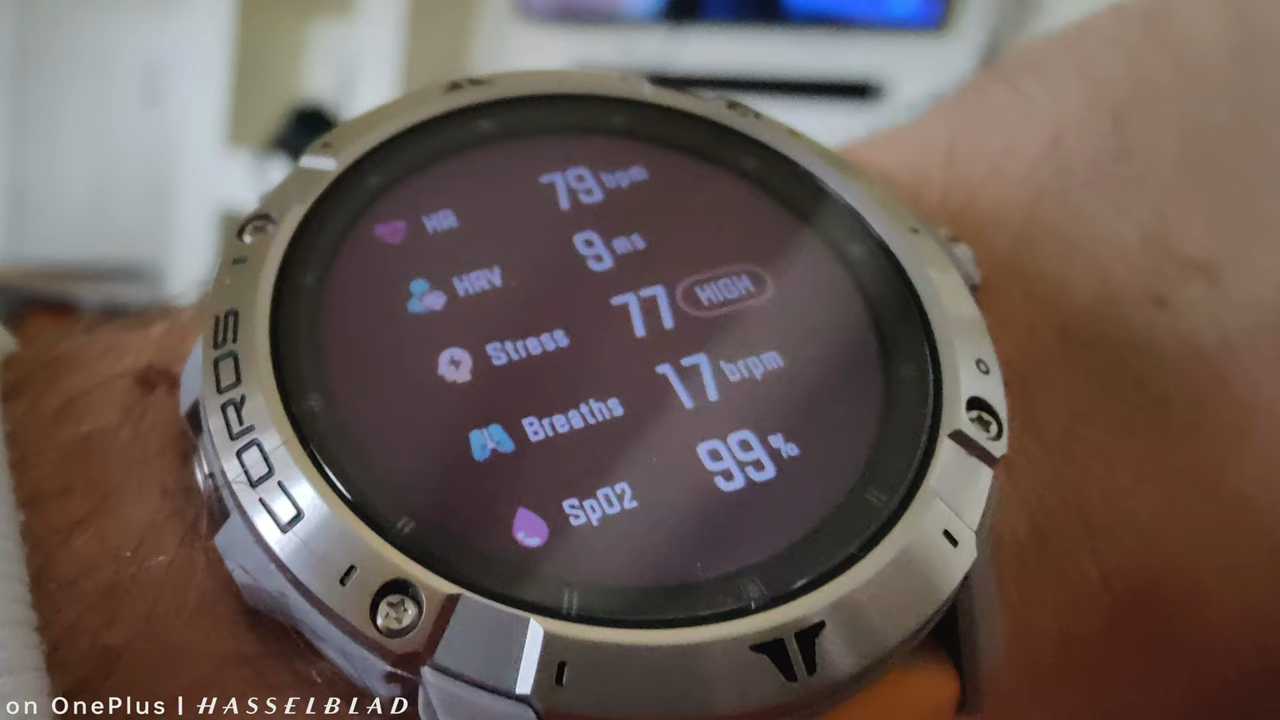 HR 79 bpm
HRV 9 ms
Stress 77 HIGH
Breaths 17 brpm
SpO2 99 %
COROS
on OnePlus | HASSELBLAD